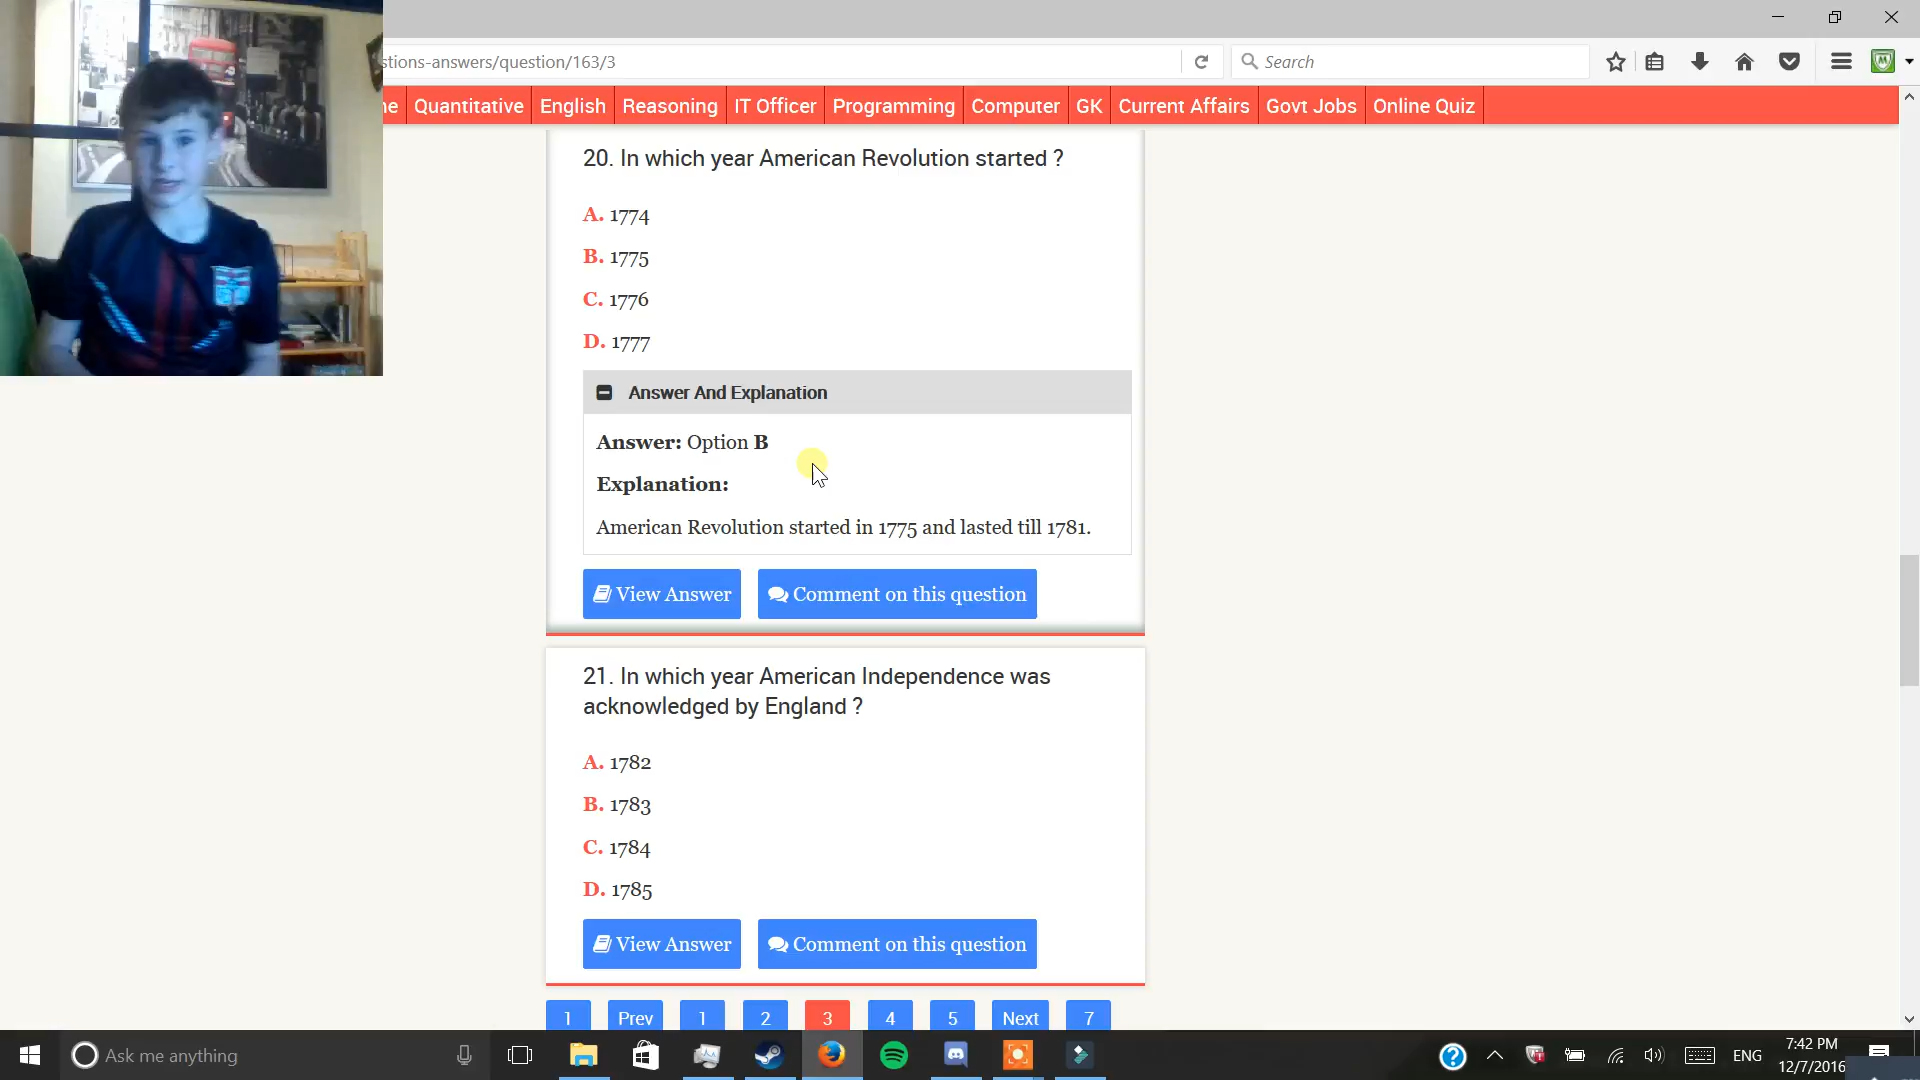 stions-answers/question/163/3
Search
ne Quantitative English Reasoning IT Officer Programming Computer GK Current Affairs Govt Jobs Online Quiz
20. In which year American Revolution started ?
A. 1774
B. 1775
C. 1776
D. 1777
Answer And Explanation
Answer: Option B
Explanation:
American Revolution started in 1775 and lasted till 1781.
View Answer Comment on this question
21. In which year American Independence was
acknowledged by England ?
A. 1782
B. 1783
C. 1784
D. 1785
View Answer Comment on this question
1 Prev 1 2 3 4 5 Next 7
Ask me anything
ENG
7:42 PM
12/7/2016